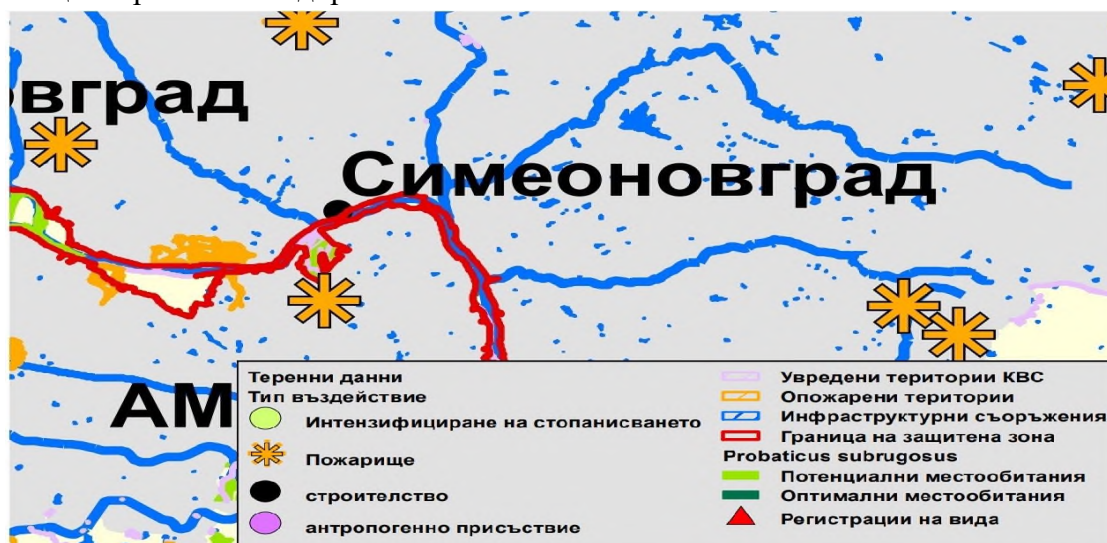 овград
Симеоновград
АМ
Теренни данни
Тип въздействие
Интензифициране на стопанисването
Пожарище
строителство
антропогенно присъствие
Увредени територии КВС
Опожарени територии
Инфраструктурни съоръжения
Граница на защитена зона
Probaticus subrugosus
Потенциални местообитания
Оптимални местообитания
Регистрации на вида